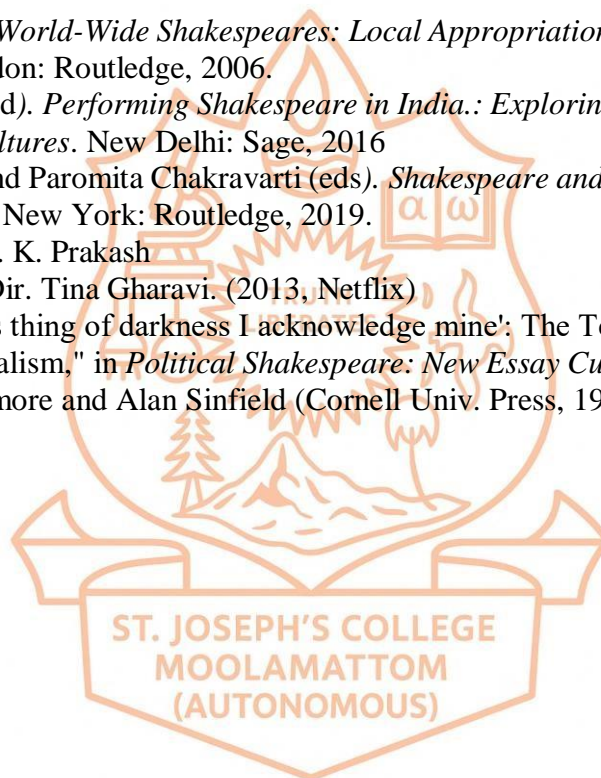 World-Wide Shakespeares: Local Appropriation
don: Routledge, 2006.
d). Performing Shakespeare in India.: Explorin
ltures. New Delhi: Sage, 2016
nd Paromita Chakravarti (eds). Shakespeare and
New York: Routledge, 2019.
. K. Prakash
Dir. Tina Gharavi. (2013, Netflix)
s thing of darkness I acknowledge mine': The Te
alism," in Political Shakespeare: New Essay Cu
more and Alan Sinfield (Cornell Univ. Press, 19
α ω
TRUTH
LIBERATES
ST. JOSEPH'S COLLEGE
MOOLAMATTOM
(AUTONOMOUS)